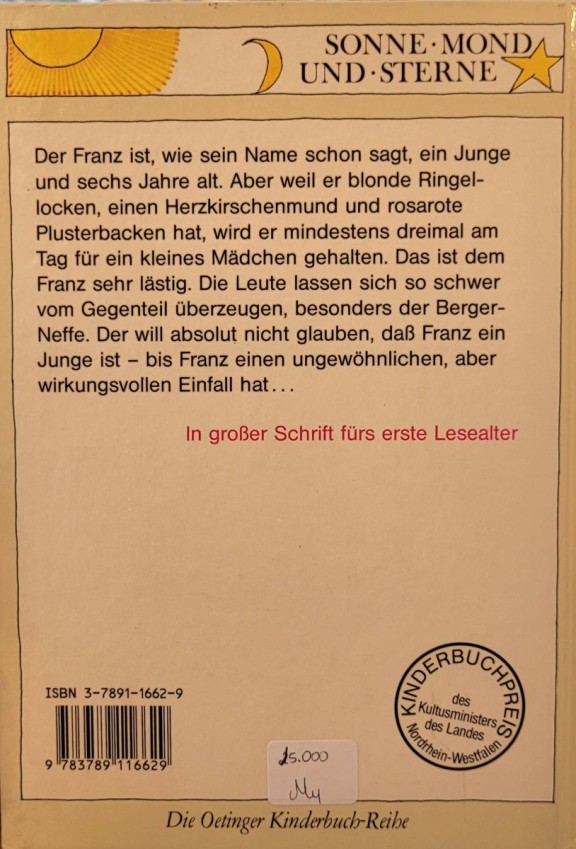 SONNE·MOND
UND·STERNE
Der Franz ist, wie sein Name schon sagt, ein Junge
und sechs Jahre alt. Aber weil er blonde Ringel-
locken, einen Herzkirschenmund und rosarote
Plusterbacken hat, wird er mindestens dreimal am
Tag für ein kleines Mädchen gehalten. Das ist dem
Franz sehr lästig. Die Leute lassen sich so schwer
vom Gegenteil überzeugen, besonders der Berger-
Neffe. Der will absolut nicht glauben, daß Franz ein
Junge ist – bis Franz einen ungewöhnlichen, aber
wirkungsvollen Einfall hat...
In großer Schrift fürs erste Lesealter
ISBN 3-7891-1662-9
9 783789 116629
KINDERBUCHPREIS
des
Kultusministers
des Landes
Nordrhein-Westfalen
Die Oetinger Kinderbuch-Reihe